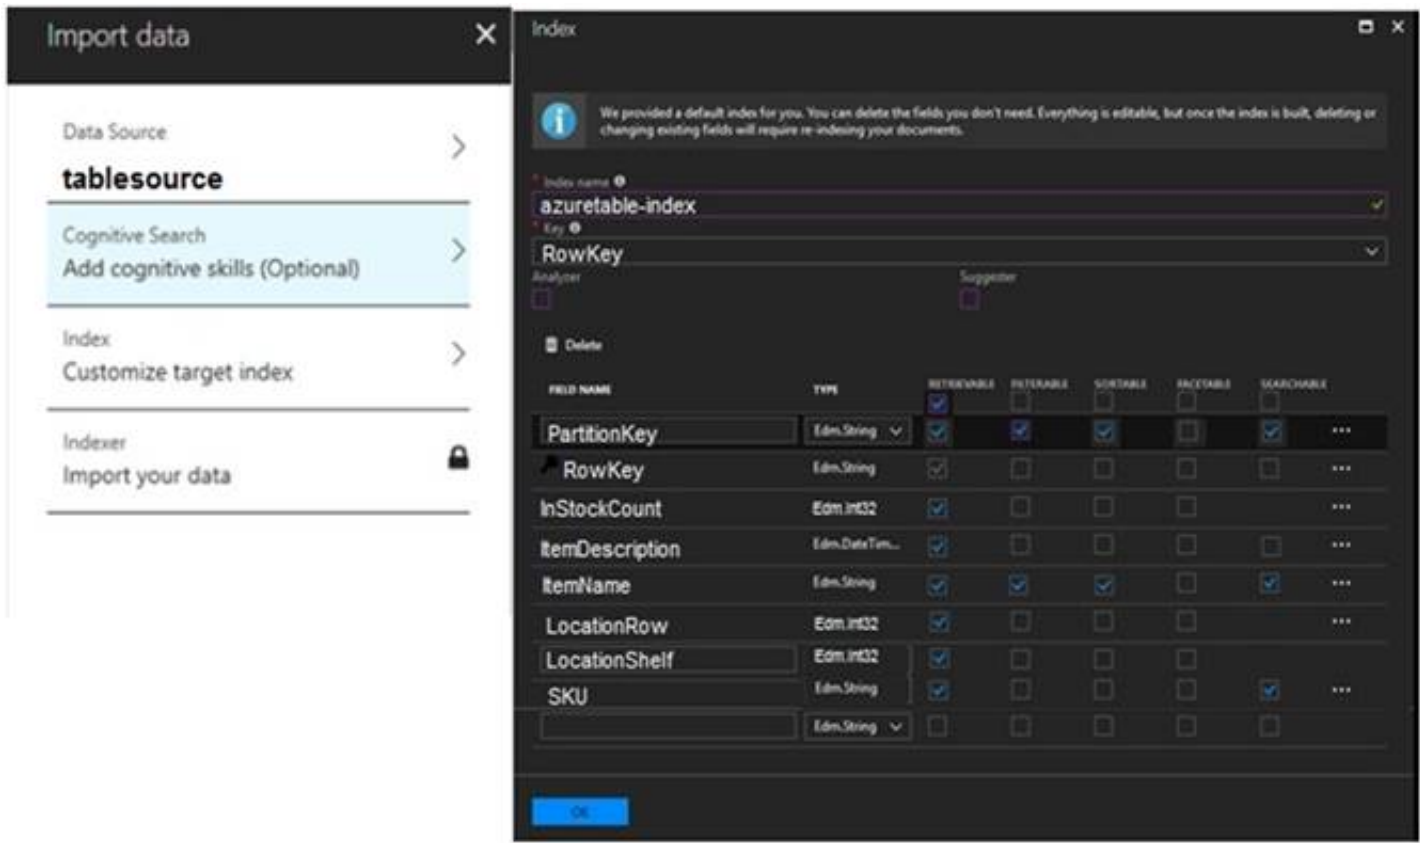 Import data
Data Source
tablesource
Cognitive Search
Add cognitive skills (Optional)
Index
Customize target index
Indexer
Import your data
Index
We provided a default index for you. You can delete the fields you don't need. Everything is editable, but once the index is built, deleting or
changing existing fields will require re-indexing your documents.
* Index name
azuretable-index
* Key
RowKey
Analyzer Suggester
Delete
FIELD NAME TYPE RETRIEVABLE FILTERABLE SORTABLE FACETABLE SEARCHABLE
PartitionKey Edm.String ...
RowKey Edm.String ...
InStockCount Edm.Int32 ...
ItemDescription Edm.DateTim... ...
ItemName Edm.String ...
LocationRow Edm.Int32 ...
LocationShelf Edm.Int32
SKU Edm.String ...
Edm.String
OK